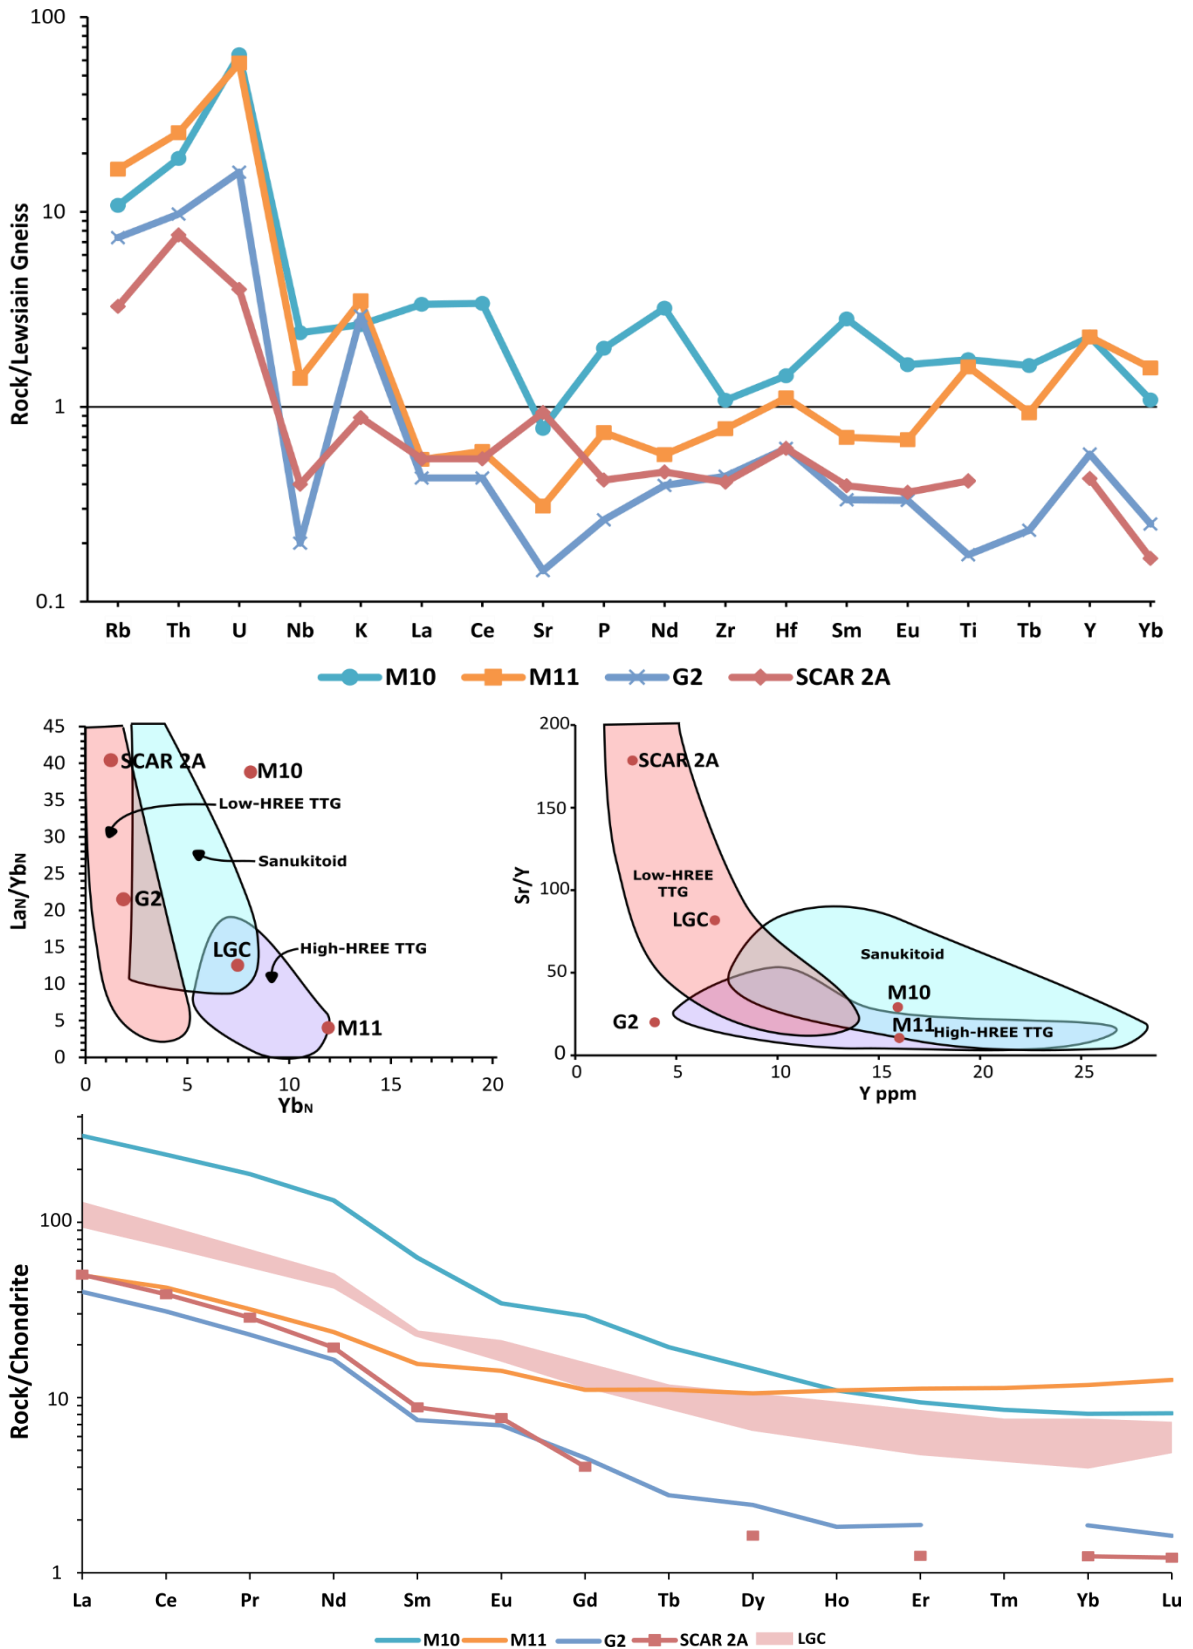 100
10
1
0.1
Rock/Lewsiain Gneiss
Rb Th U Nb K La Ce Sr P Nd Zr Hf Sm Eu Ti Tb Y Yb
M10 M11 G2 SCAR 2A
45
40
35
30
25
20
15
10
5
0
LaN/YbN
SCAR 2A
M10
Low-HREE TTG
Sanukitoid
G2
LGC
High-HREE TTG
M11
0 5 10 15 20
YbN
200
150
100
50
0
Sr/Y
SCAR 2A
Low-HREE
TTG
LGC
Sanukitoid
M10
G2
M11
High-HREE TTG
5 10 15 20 25
Y ppm
100
10
1
Rock/Chondrite
La Ce Pr Nd Sm Eu Gd Tb Dy Ho Er Tm Yb Lu
M10 M11 G2 SCAR 2A LGC